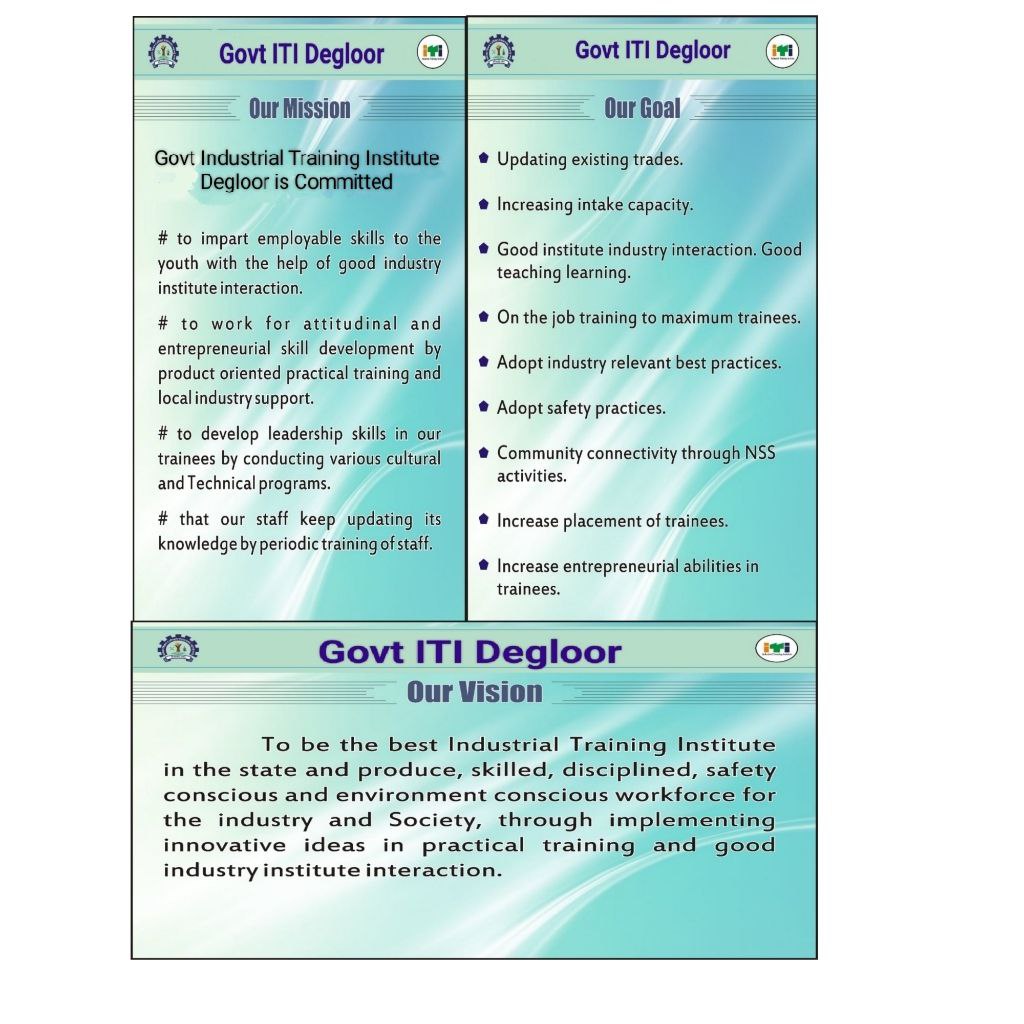 Govt ITI Degloor
iTi
Our Mission
Govt Industrial Training Institute
Degloor is Committed
# to impart employable skills to the
youth with the help of good industry
institute interaction.
# to work for attitudinal and
entrepreneurial skill development by
product oriented practical training and
local industry support.
# to develop leadership skills in our
trainees by conducting various cultural
and Technical programs.
# that our staff keep updating its
knowledge by periodic training of staff.
Govt ITI Degloor
iTi
Our Goal
Updating existing trades.
Increasing intake capacity.
Good institute industry interaction. Good
teaching learning.
On the job training to maximum trainees.
Adopt industry relevant best practices.
Adopt safety practices.
Community connectivity through NSS
activities.
Increase placement of trainees.
Increase entrepreneurial abilities in
trainees.
Govt ITI Degloor
iTi
Our Vision
To be the best Industrial Training Institute
in the state and produce, skilled, disciplined, safety
conscious and environment conscious workforce for
the industry and Society, through implementing
innovative ideas in practical training and good
industry institute interaction.